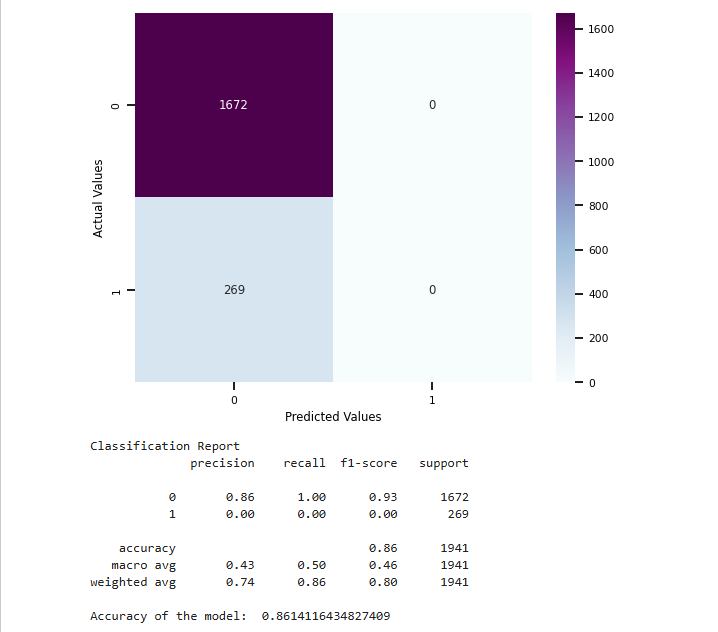 1600
1400
1200
1000
800
600
400
200
0
Actual Values
0
1
1672
0
269
0
0
1
Predicted Values
Classification Report
precision recall f1-score support
0 0.86 1.00 0.93 1672
1 0.00 0.00 0.00 269
accuracy 0.86 1941
macro avg 0.43 0.50 0.46 1941
weighted avg 0.74 0.86 0.80 1941
Accuracy of the model: 0.8614116434827409